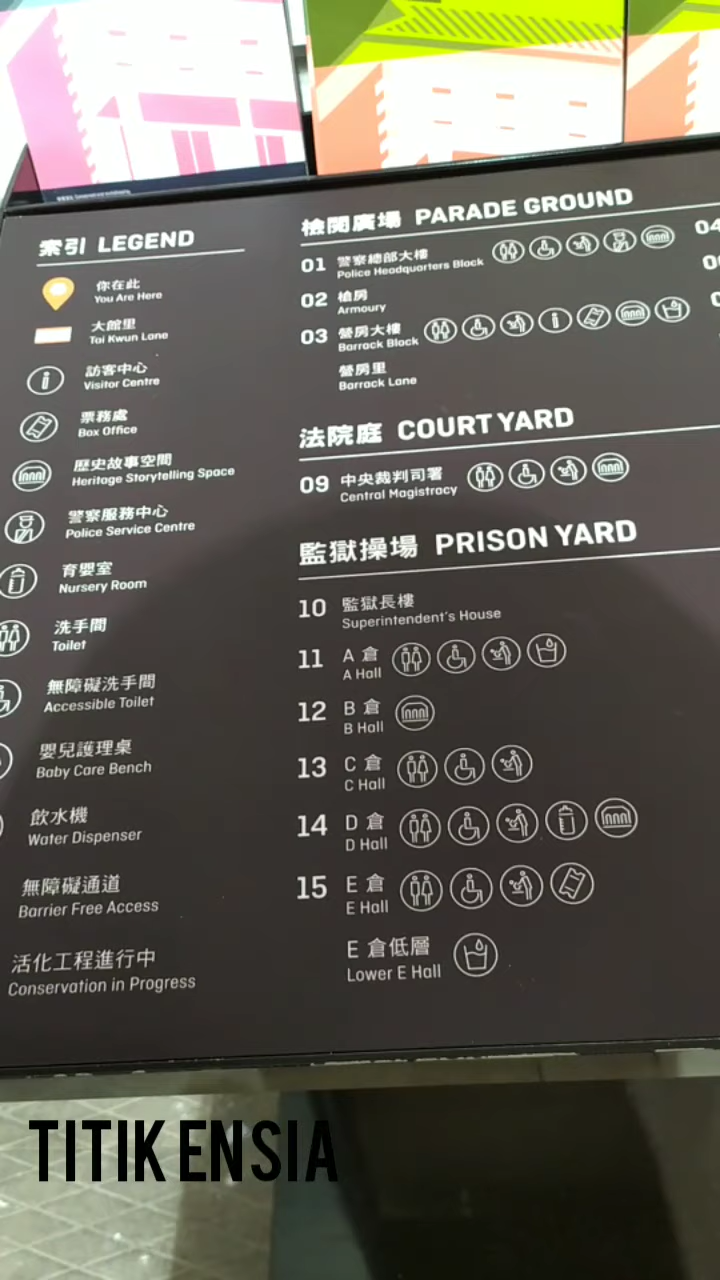 索引 LEGEND
你在此
You Are Here
大館里
Tai Kwun Lane
訪客中心
Visitor Centre
票務處
Box Office
歷史故事空間
Heritage Storytelling Space
警察服務中心
Police Service Centre
育嬰室
Nursery Room
洗手間
Toilet
無障礙洗手間
Accessible Toilet
嬰兒護理桌
Baby Care Bench
飲水機
Water Dispenser
無障礙通道
Barrier Free Access
活化工程進行中
Conservation in Progress
檢閱廣場 PARADE GROUND
01 警察總部大樓
Police Headquarters Block
02 槍房
Armoury
03 營房大樓
Barrack Block
營房里
Barrack Lane
法院庭 COURT YARD
09 中央裁判司署
Central Magistracy
監獄操場 PRISON YARD
10 監獄長樓
Superintendent's House
11 A 倉
A Hall
12 B 倉
B Hall
13 C 倉
C Hall
14 D 倉
D Hall
15 E 倉
E Hall
E 倉低層
Lower E Hall
04
TITIK ENSIA